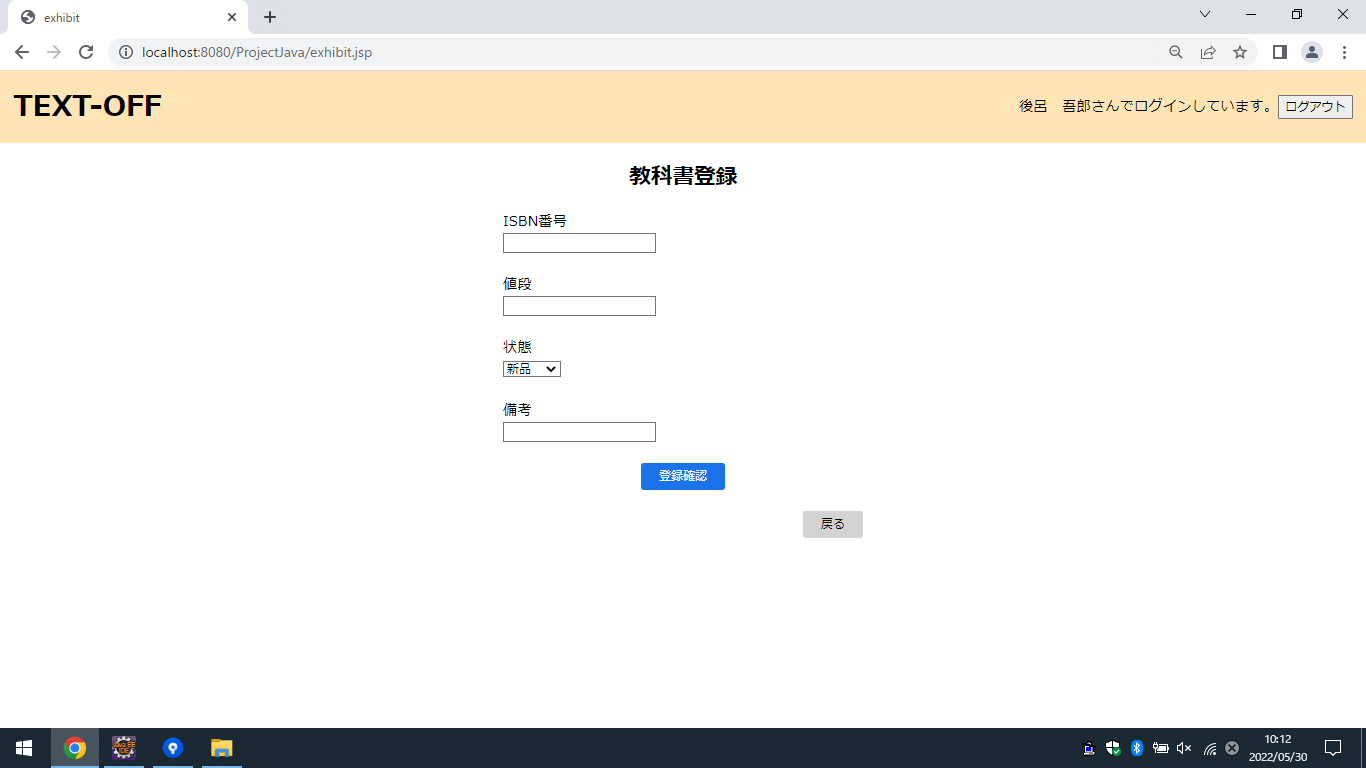 exhibit
localhost:8080/ProjectJava/exhibit.jsp
TEXT-OFF
後呂　吾郎さんでログインしています。 ログアウト
教科書登録
ISBN番号
値段
状態
新品
備考
登録確認
戻る
10:12
2022/05/30